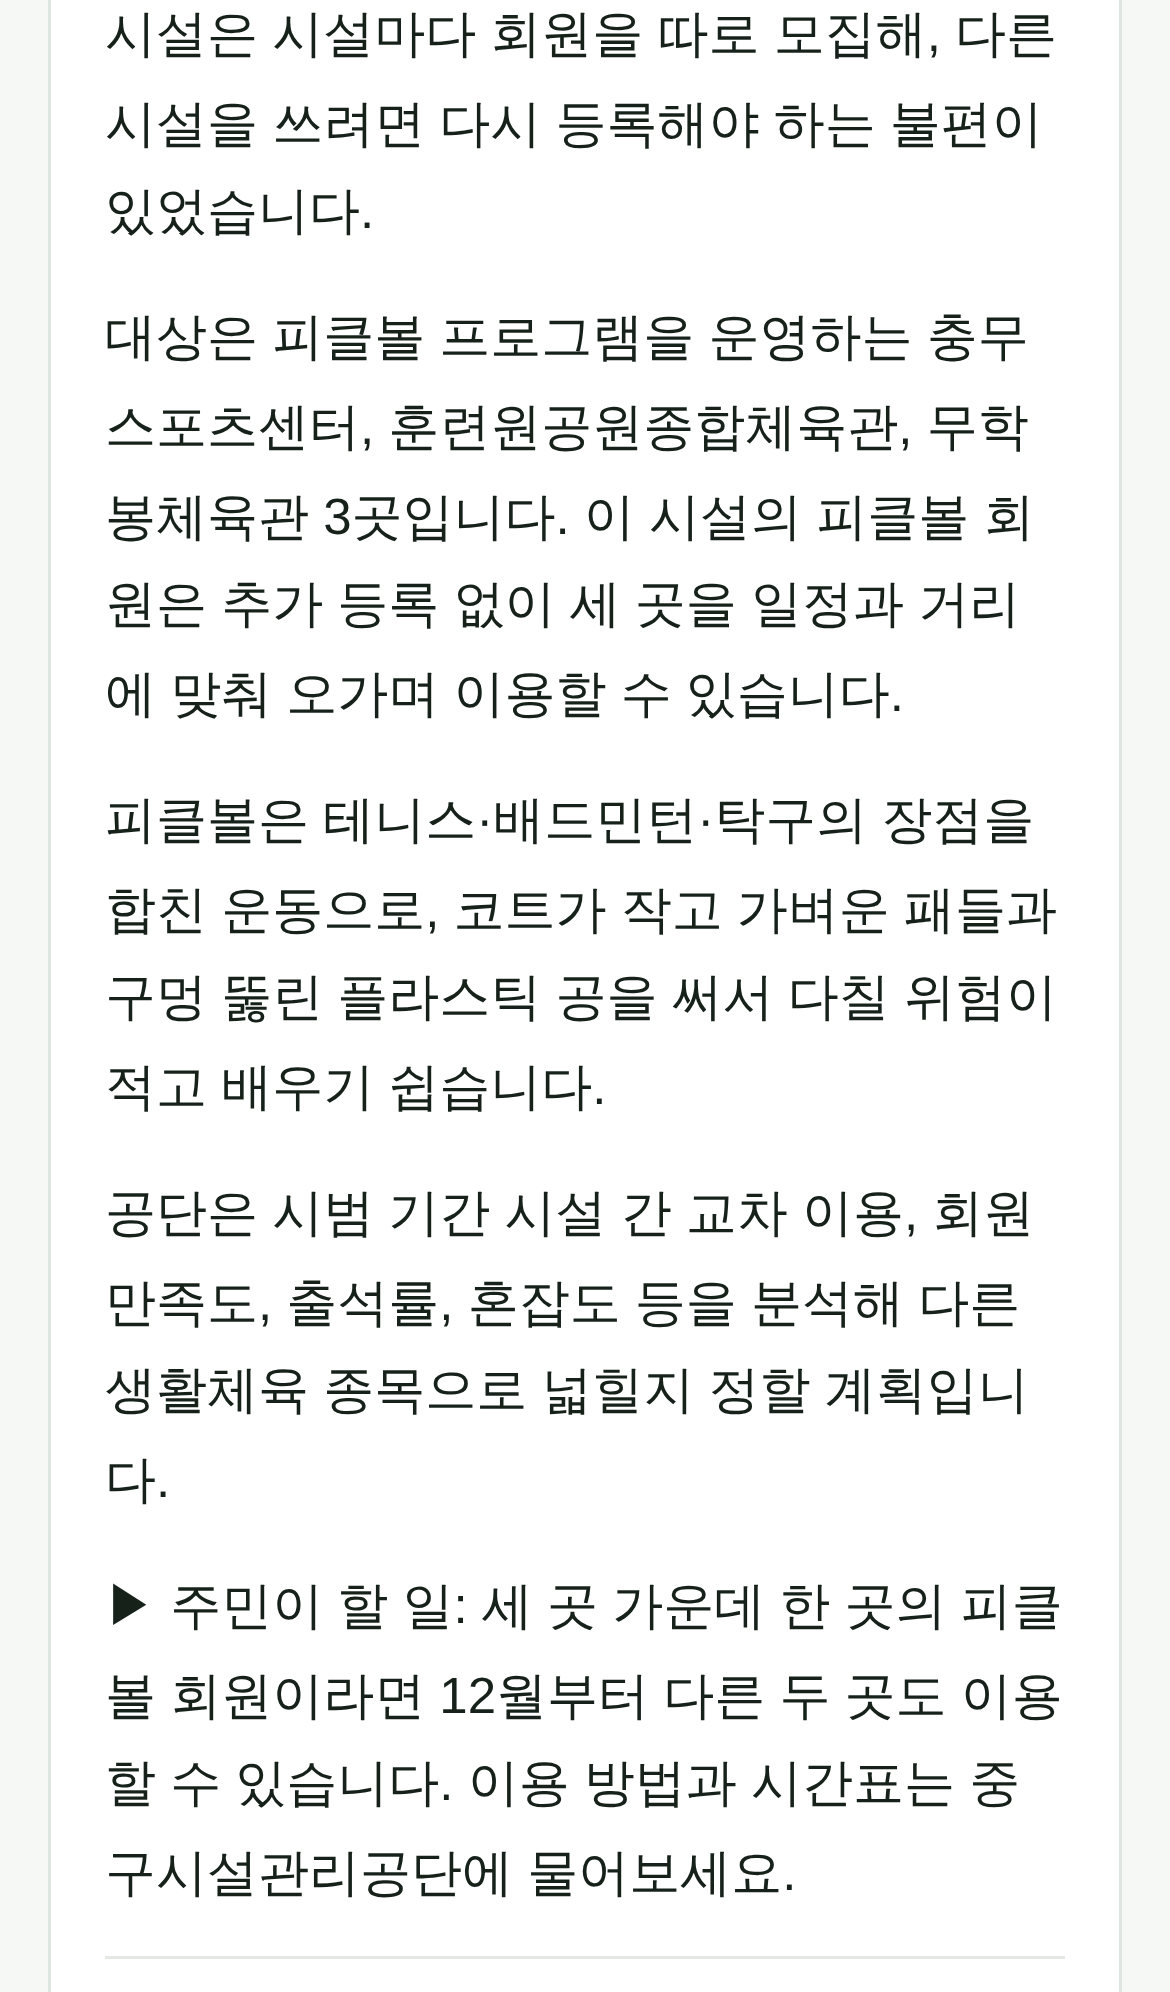 시설은 시설마다 회원을 따로 모집해, 다른
시설을 쓰려면 다시 등록해야 하는 불편이
있었습니다.
대상은 피클볼 프로그램을 운영하는 충무
스포츠센터, 훈련원공원종합체육관, 무학
봉체육관 3곳입니다. 이 시설의 피클볼 회
원은 추가 등록 없이 세 곳을 일정과 거리
에 맞춰 오가며 이용할 수 있습니다.
피클볼은 테니스·배드민턴·탁구의 장점을
합친 운동으로, 코트가 작고 가벼운 패들과
구멍 뚫린 플라스틱 공을 써서 다칠 위험이
적고 배우기 쉽습니다.
공단은 시범 기간 시설 간 교차 이용, 회원
만족도, 출석률, 혼잡도 등을 분석해 다른
생활체육 종목으로 넓힐지 정할 계획입니
다.
▶ 주민이 할 일: 세 곳 가운데 한 곳의 피클
볼 회원이라면 12월부터 다른 두 곳도 이용
할 수 있습니다. 이용 방법과 시간표는 중
구시설관리공단에 물어보세요.